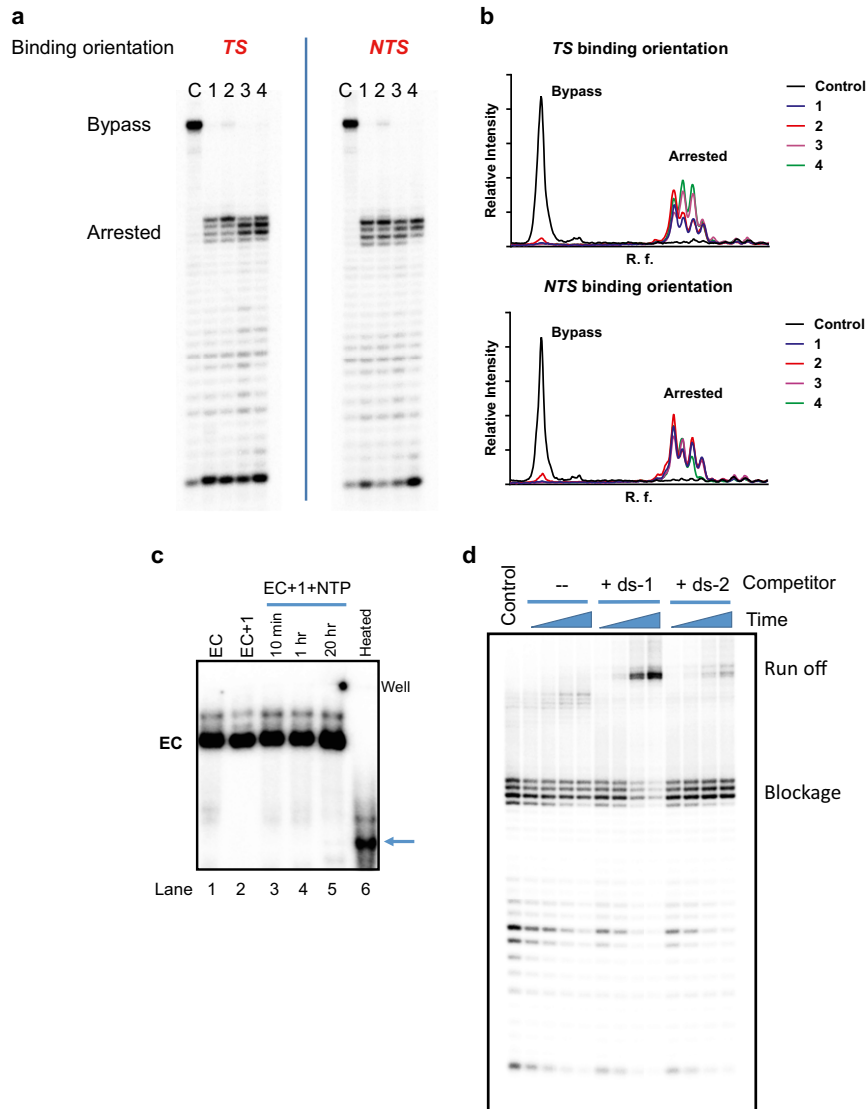 a
Binding orientation TS NTS
C 1 2 3 4 C 1 2 3 4
Bypass
Arrested
b
TS binding orientation
Relative Intensity
Bypass
Arrested
Control
1
2
3
4
R. f.
NTS binding orientation
Relative Intensity
Bypass
Arrested
Control
1
2
3
4
R. f.
c
EC+1+NTP
EC EC+1 10 min 1 hr 20 hr Heated
Well
EC
Lane 1 2 3 4 5 6
d
Control -- + ds-1 + ds-2 Competitor
Time
Run off
Blockage